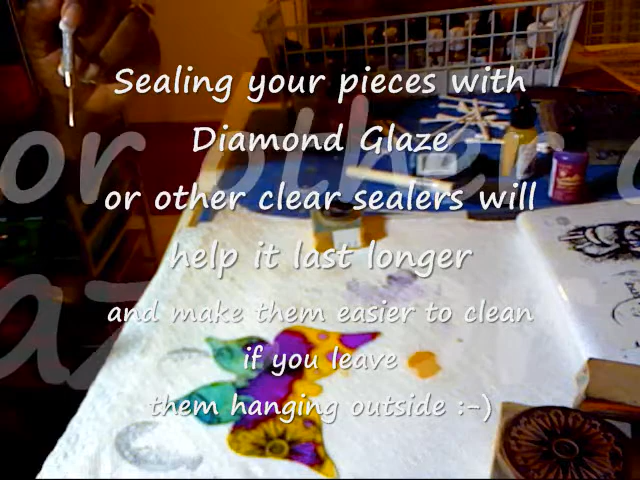 Sealing your pieces with
Diamond Glaze
or other clear sealers will
help it last longer
and make them easier to clean
if you leave
them hanging outside :-)